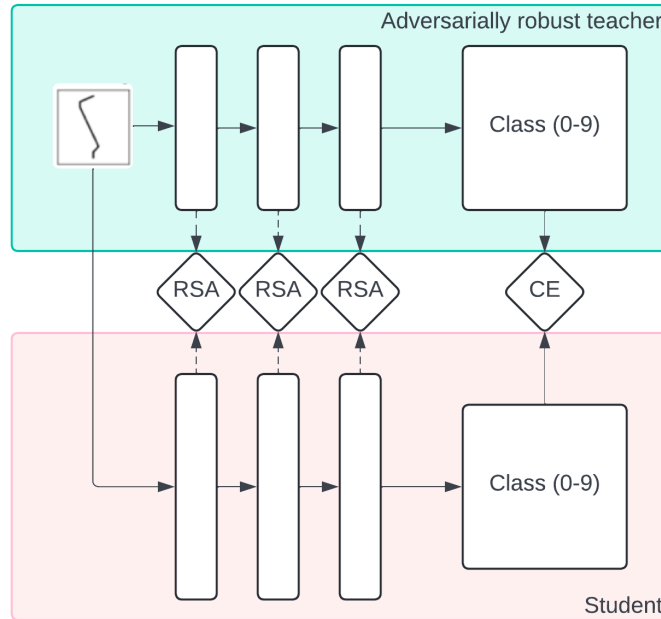 Adversarially robust teacher
Class (0-9)
RSA RSA RSA CE
Class (0-9)
Student